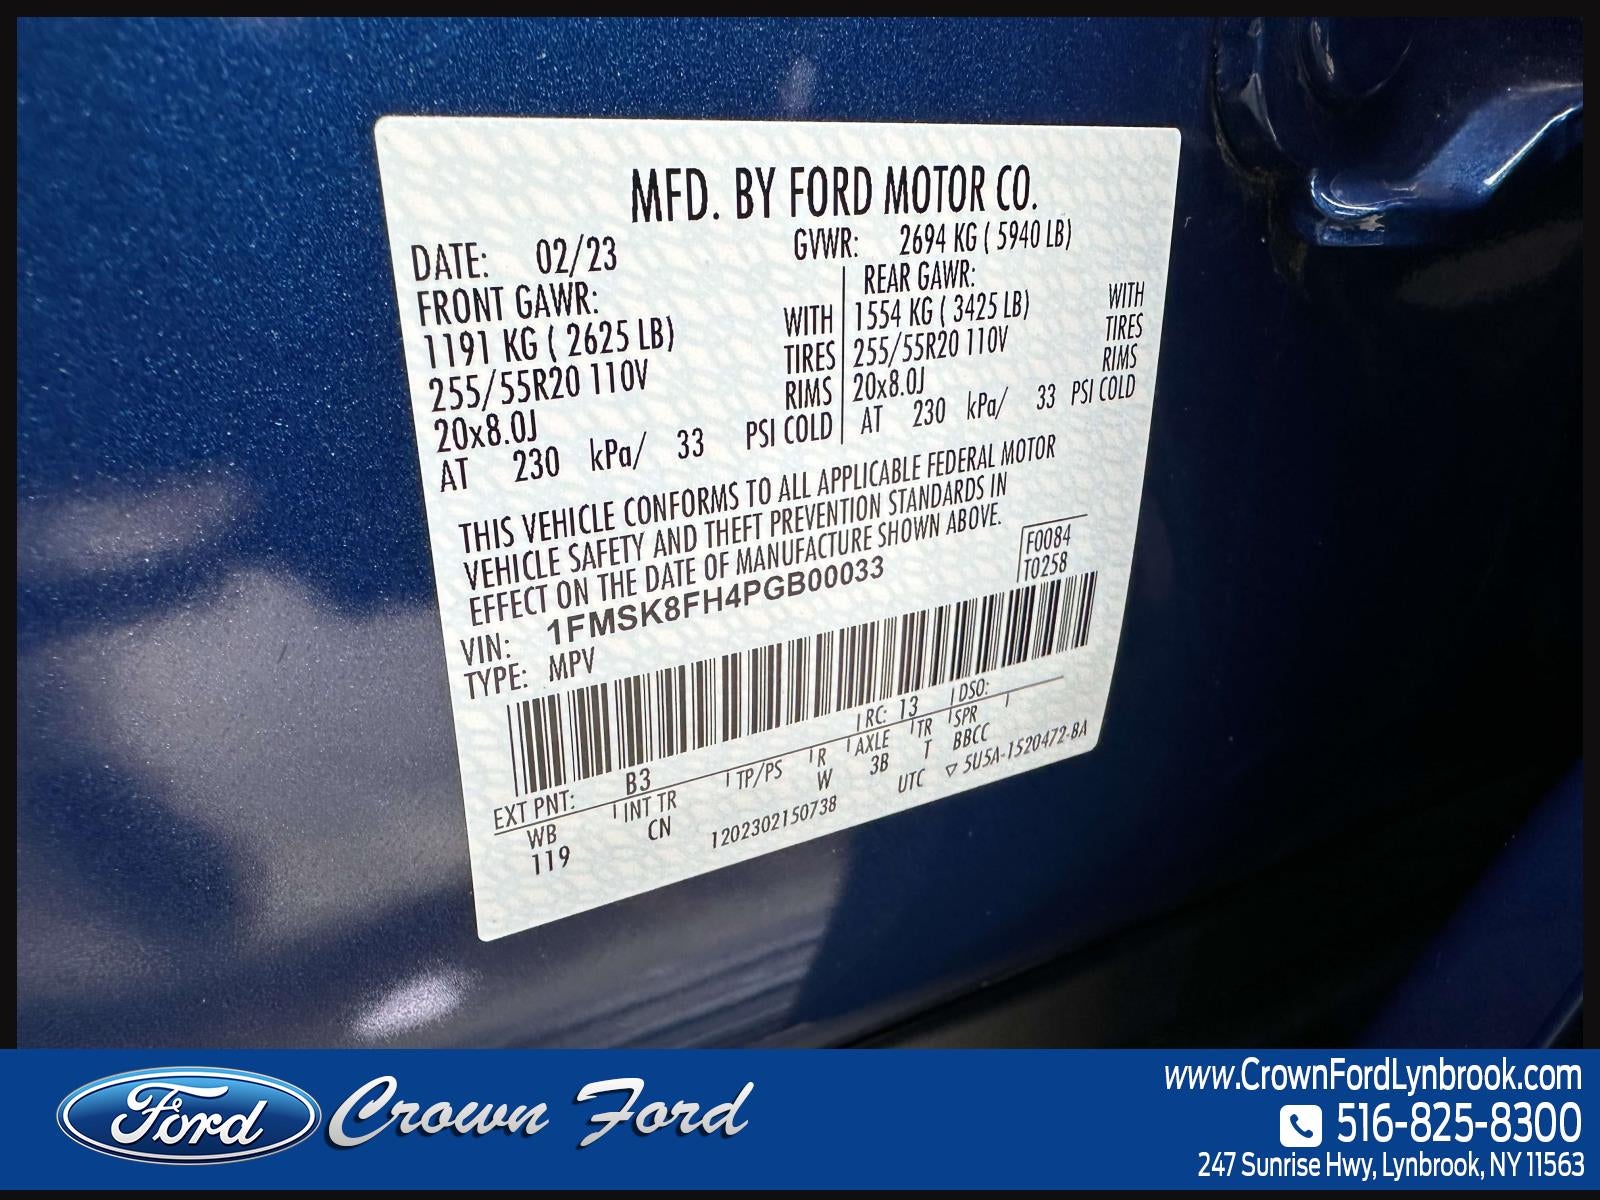 MFD. BY FORD MOTOR CO.
DATE: 02/23 GVWR: 2694 KG ( 5940 LB)
FRONT GAWR:
1191 KG ( 2625 LB) WITH
255/55R20 110V TIRES
20x8.0J RIMS
AT 230 kPa/ 33 PSI COLD
REAR GAWR:
1554 KG ( 3425 LB) WITH
255/55R20 110V TIRES
20x8.0J RIMS
AT 230 kPa/ 33 PSI COLD
THIS VEHICLE CONFORMS TO ALL APPLICABLE FEDERAL MOTOR
VEHICLE SAFETY AND THEFT PREVENTION STANDARDS IN
EFFECT ON THE DATE OF MANUFACTURE SHOWN ABOVE.
F0084
T0258
VIN: 1FMSK8FH4PGB00033
TYPE: MPV
EXT PNT: B3 RC: 13 DSO:
WB INT TR TP/PS R AXLE TR SPR
119 CN W 3B T BBCC
1202302150738 UTC ▽ 5U5A-1520472-BA
Ford Crown Ford
www.CrownFordLynbrook.com
516-825-8300
247 Sunrise Hwy, Lynbrook, NY 11563